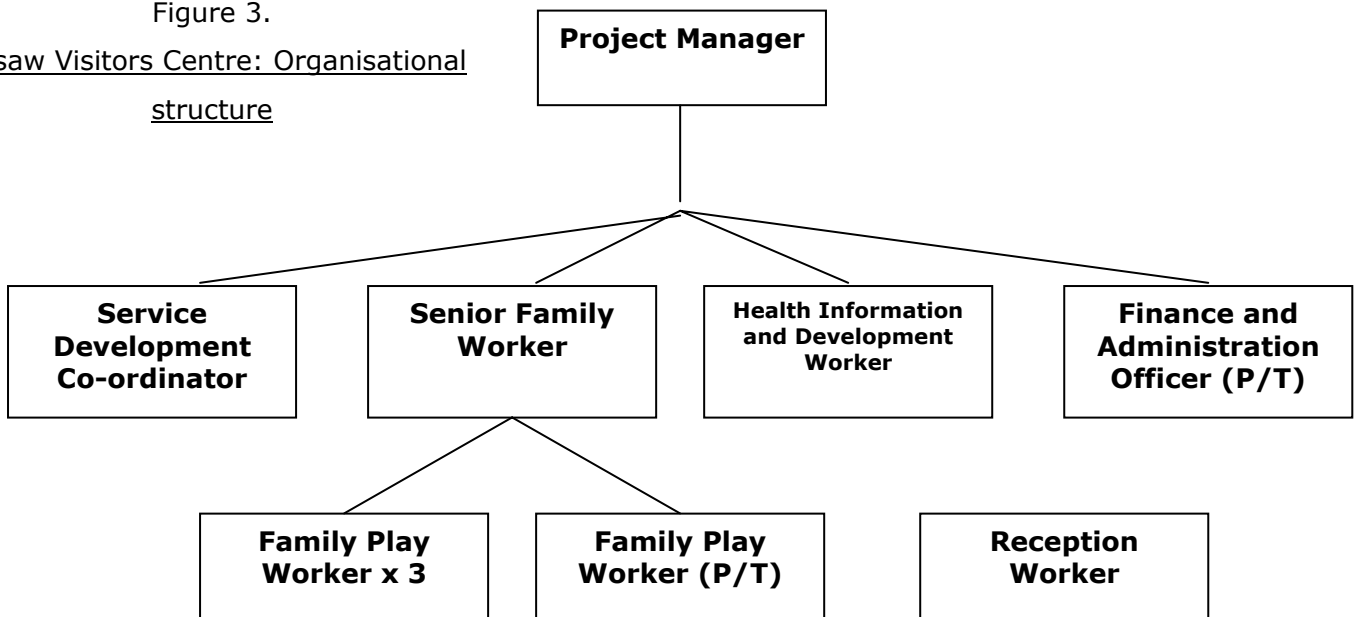 Figure 3.
saw Visitors Centre: Organisational
structure
Project Manager
Service
Development
Co-ordinator
Senior Family
Worker
Health Information
and Development
Worker
Finance and
Administration
Officer (P/T)
Family Play
Worker x 3
Family Play
Worker (P/T)
Reception
Worker